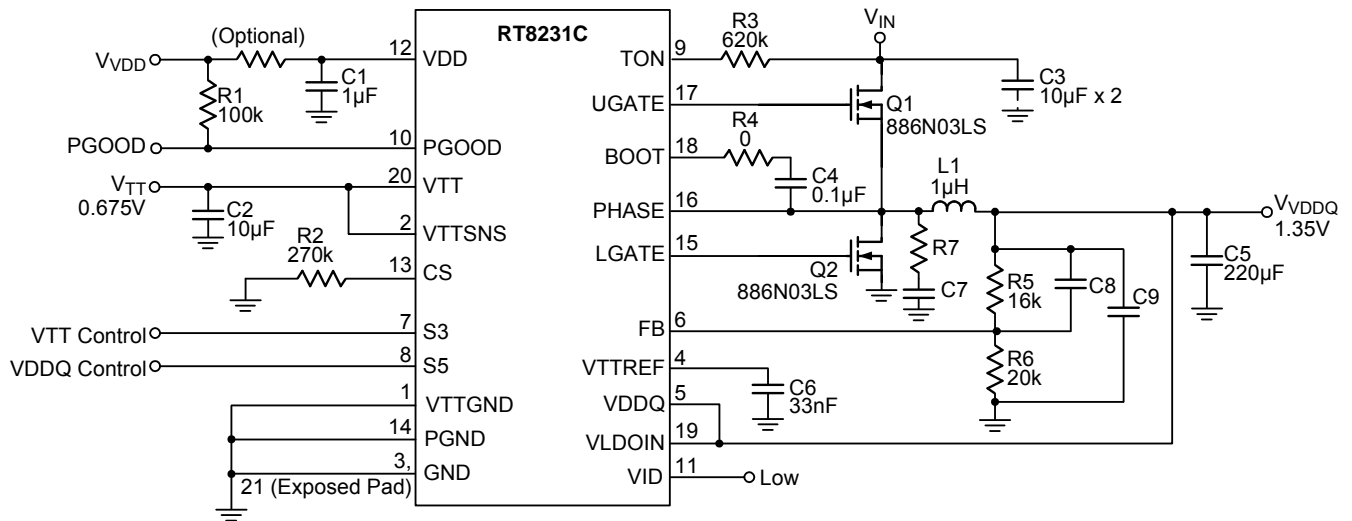 RT8231C
V_VDD
(Optional)
12
VDD
C1
1µF
R1
100k
PGOOD
10
PGOOD
V_TT
0.675V
20
VTT
C2
10µF
2
VTTSNS
R2
270k
13
CS
VTT Control
7
S3
VDDQ Control
8
S5
1
VTTGND
14
PGND
3,
GND
21 (Exposed Pad)
TON
9
R3
620k
V_IN
C3
10µF x 2
UGATE
17
Q1
886N03LS
BOOT
18
R4
0
C4
0.1µF
PHASE
16
L1
1µH
V_VDDQ
1.35V
LGATE
15
Q2
886N03LS
R7
C7
R5
16k
C8
C9
C5
220µF
FB
6
R6
20k
VTTREF
4
C6
33nF
VDDQ
5
VLDOIN
19
VID
11
Low